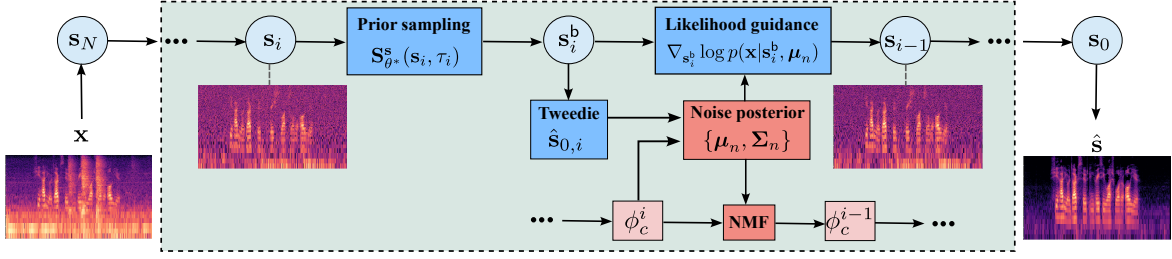 s_N
•••
s_i
Prior sampling
S^s_{θ*}(s_i, τ_i)
s^b_i
Likelihood guidance
∇_{s^b_i} log p(x|s^b_i, μ_n)
s_{i−1}
•••
s_0
x
Tweedie
ŝ_{0,i}
Noise posterior
{μ_n, Σ_n}
ŝ
•••
ϕ^i_c
NMF
ϕ^{i−1}_c
•••